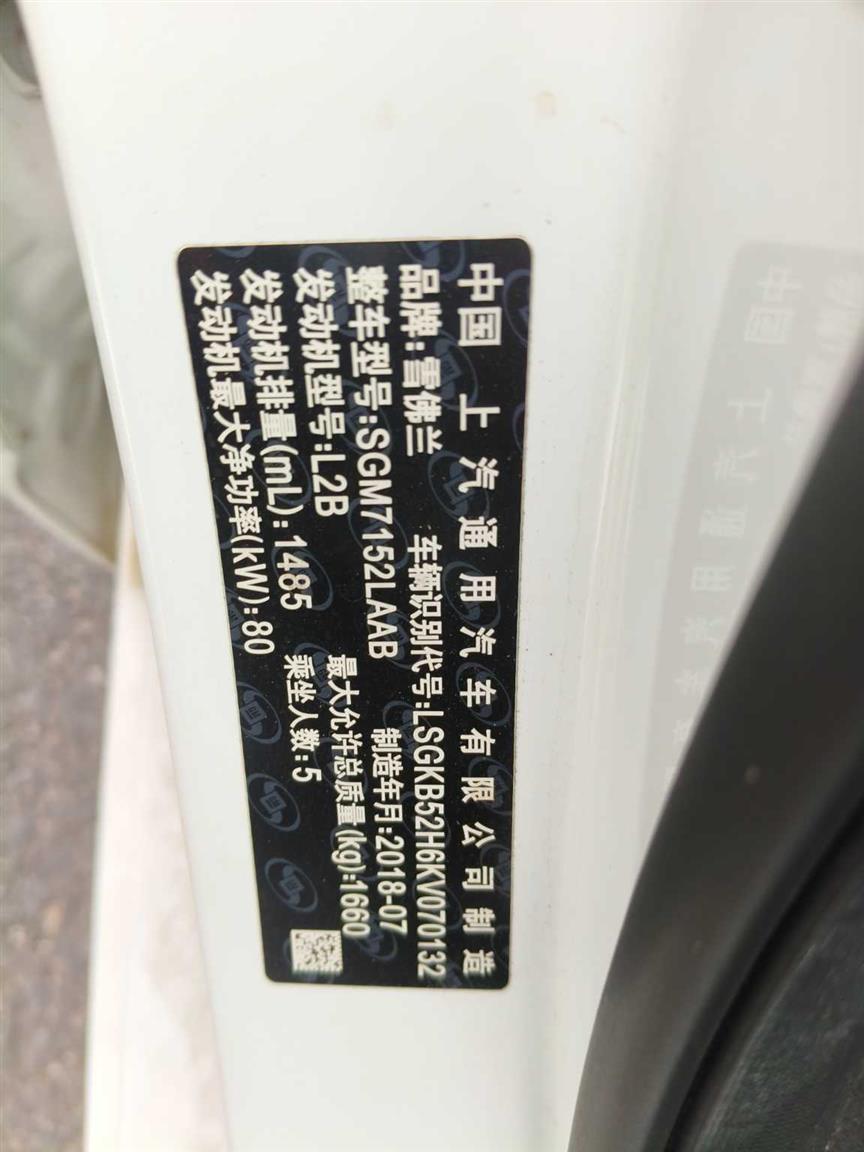 中国 上汽通用汽车有限公司制造
品牌:雪佛兰 车辆识别代号:LSGKB52H6KV070132
整车型号:SGM7152LAAB 制造年月:2018-07
发动机型号:L2B 最大允许总质量(kg):1660
发动机排量(mL):1485 乘坐人数:5
发动机最大净功率(kW):80